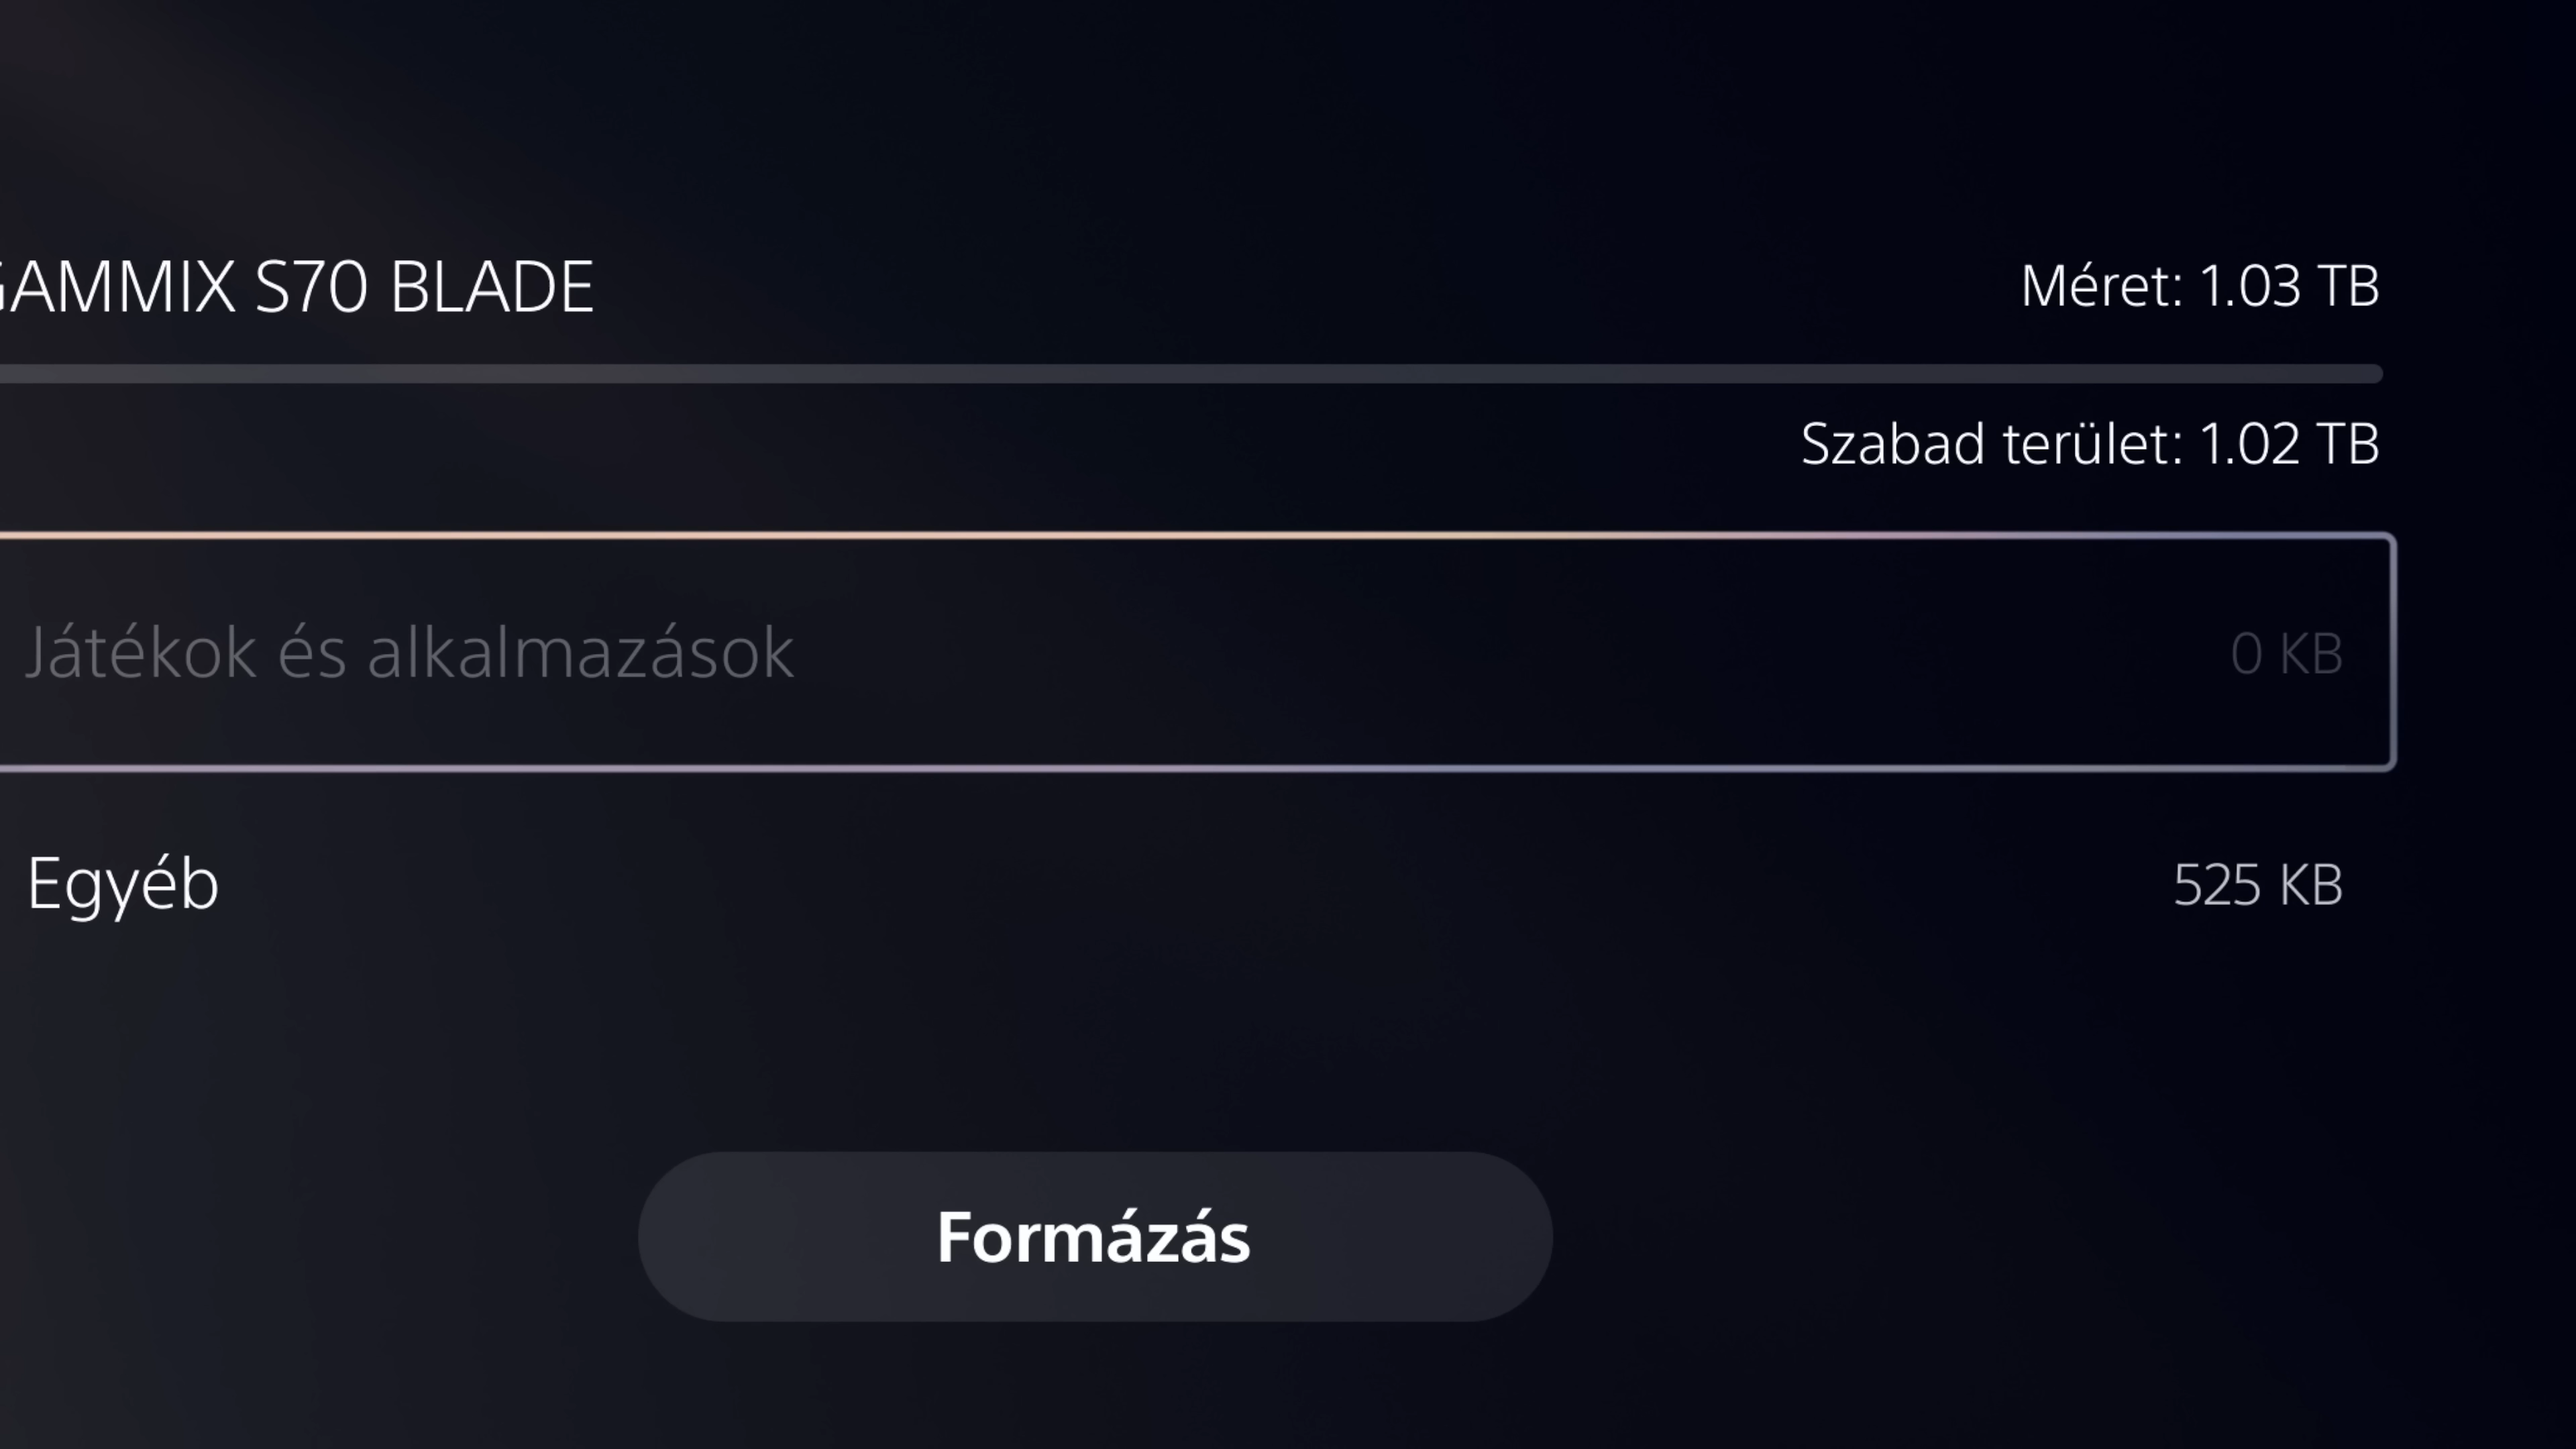 GAMMIX S70 BLADE
Méret: 1.03 TB
Szabad terület: 1.02 TB
Játékok és alkalmazások
0 KB
Egyéb
525 KB
Formázás